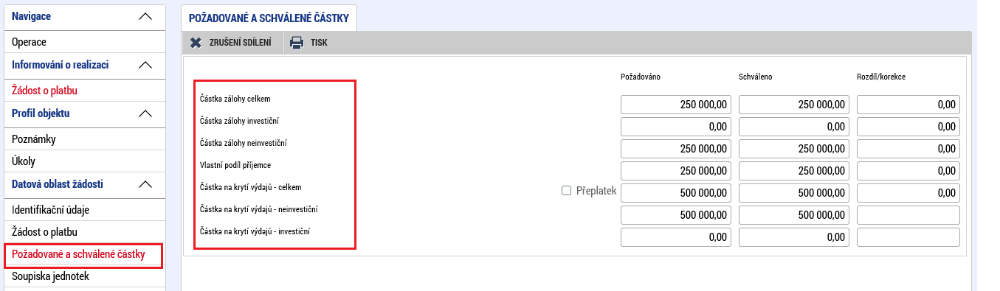 Navigace
Operace
Informování o realizaci
Žádost o platbu
Profil objektu
Poznámky
Úkoly
Datová oblast žádosti
Identifikační údaje
Žádost o platbu
Požadované a schválené částky
Soupiska jednotek
POŽADOVANÉ A SCHVÁLENÉ ČÁSTKY
ZRUŠENÍ SDÍLENÍ TISK
Požadováno Schváleno Rozdíl/korekce
Částka zálohy celkem 250 000,00 250 000,00 0,00
Částka zálohy investiční 0,00 0,00 0,00
Částka zálohy neinvestiční 250 000,00 250 000,00 0,00
Vlastní podíl příjemce 250 000,00 250 000,00 0,00
Částka na krytí výdajů - celkem Přeplatek 500 000,00 500 000,00 0,00
Částka na krytí výdajů - neinvestiční 500 000,00 500 000,00
Částka na krytí výdajů - investiční 0,00 0,00